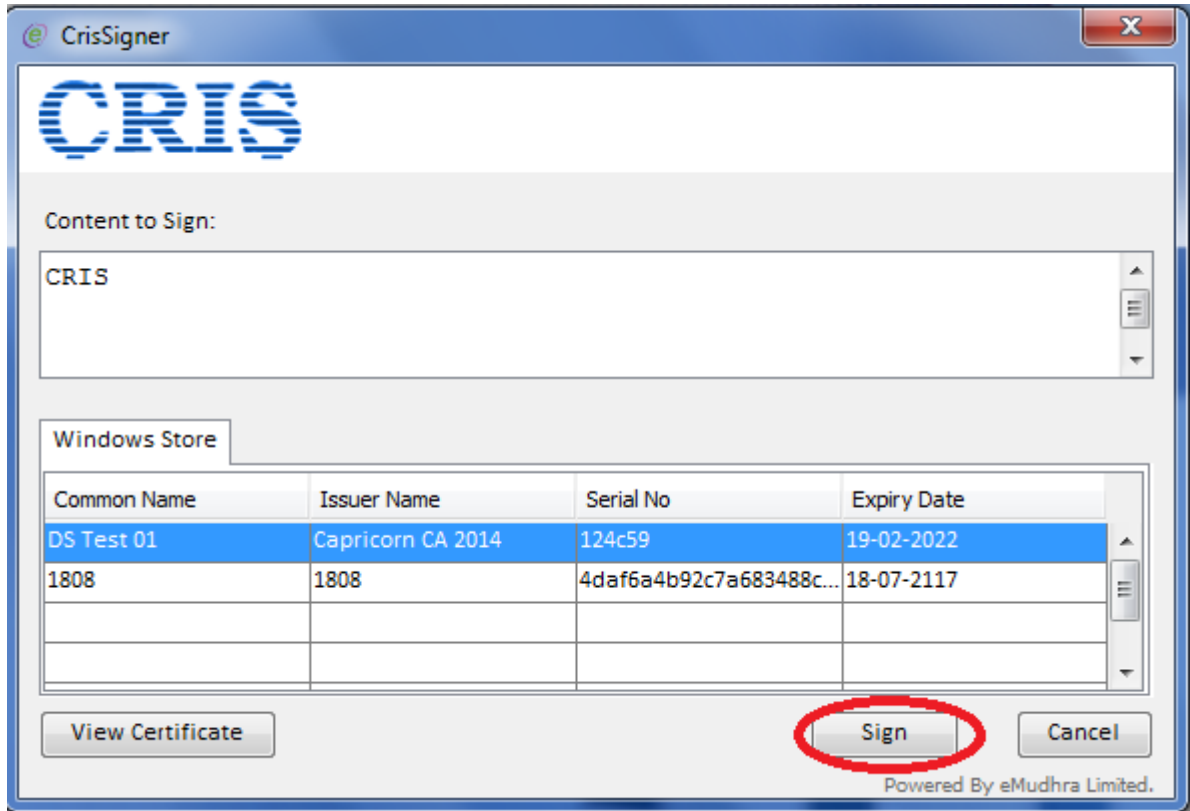 CrisSigner
CRIS
Content to Sign:
CRIS
Windows Store
Common Name Issuer Name Serial No Expiry Date
DS Test 01 Capricorn CA 2014 124c59 19-02-2022
1808 1808 4daf6a4b92c7a683488c... 18-07-2117
View Certificate Sign Cancel
Powered By eMudhra Limited.